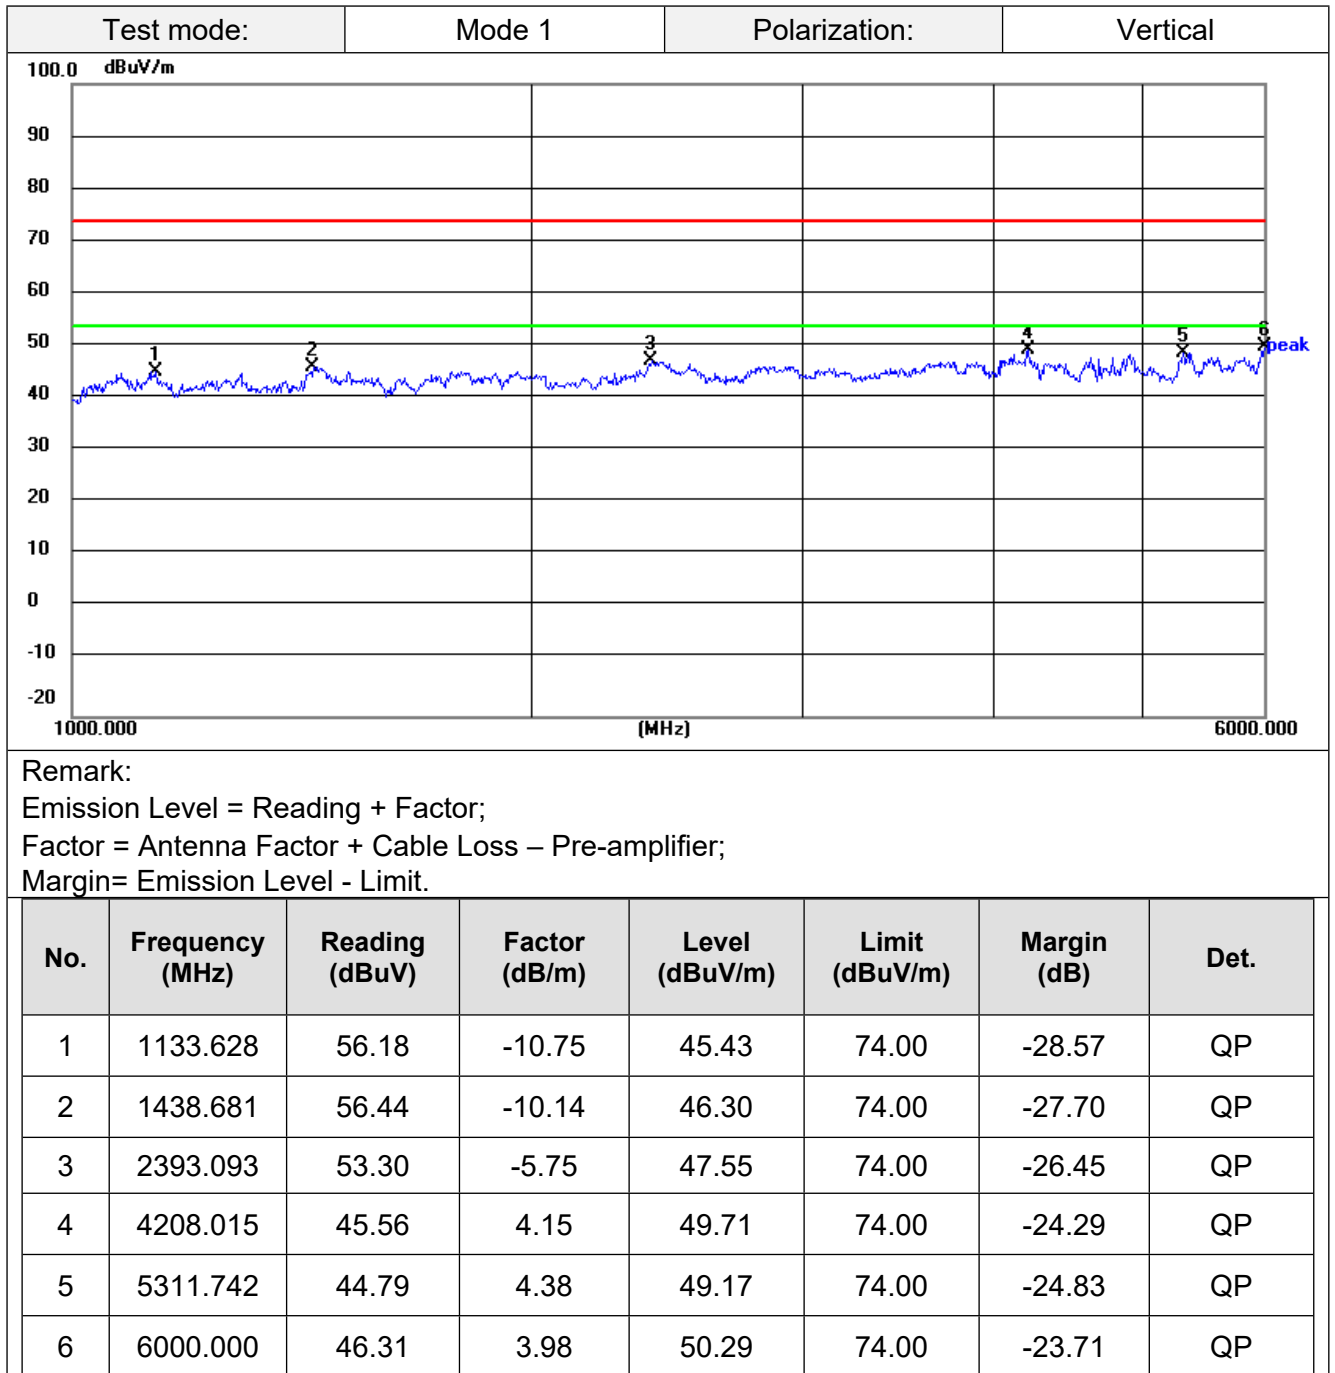 Test mode: Mode 1 Polarization: Vertical
100.0 dBuV/m
90
80
70
60
50
40
30
20
10
0
-10
-20
1 2 3 4 5 6 peak
1000.000 (MHz) 6000.000
Remark:
Emission Level = Reading + Factor;
Factor = Antenna Factor + Cable Loss – Pre-amplifier;
Margin= Emission Level - Limit.
No. Frequency (MHz) Reading (dBuV) Factor (dB/m) Level (dBuV/m) Limit (dBuV/m) Margin (dB) Det.
1 1133.628 56.18 -10.75 45.43 74.00 -28.57 QP
2 1438.681 56.44 -10.14 46.30 74.00 -27.70 QP
3 2393.093 53.30 -5.75 47.55 74.00 -26.45 QP
4 4208.015 45.56 4.15 49.71 74.00 -24.29 QP
5 5311.742 44.79 4.38 49.17 74.00 -24.83 QP
6 6000.000 46.31 3.98 50.29 74.00 -23.71 QP